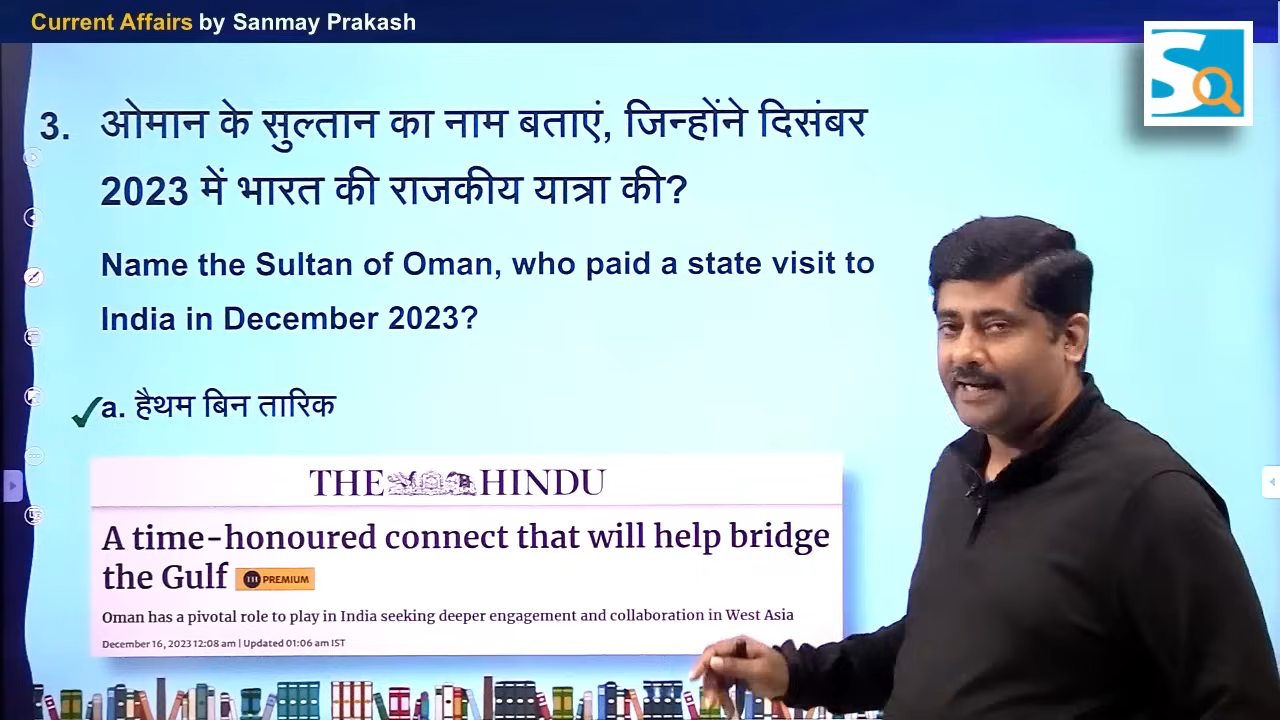 Current Affairs by Sanmay Prakash
3. ओमान के सुल्तान का नाम बताएं, जिन्होंने दिसंबर
2023 में भारत की राजकीय यात्रा की?
Name the Sultan of Oman, who paid a state visit to
India in December 2023?
a. हैथम बिन तारिक
THE HINDU
A time-honoured connect that will help bridge
the Gulf TH PREMIUM
Oman has a pivotal role to play in India seeking deeper engagement and collaboration in West Asia
December 16, 2023 12:08 am | Updated 01:06 am IST